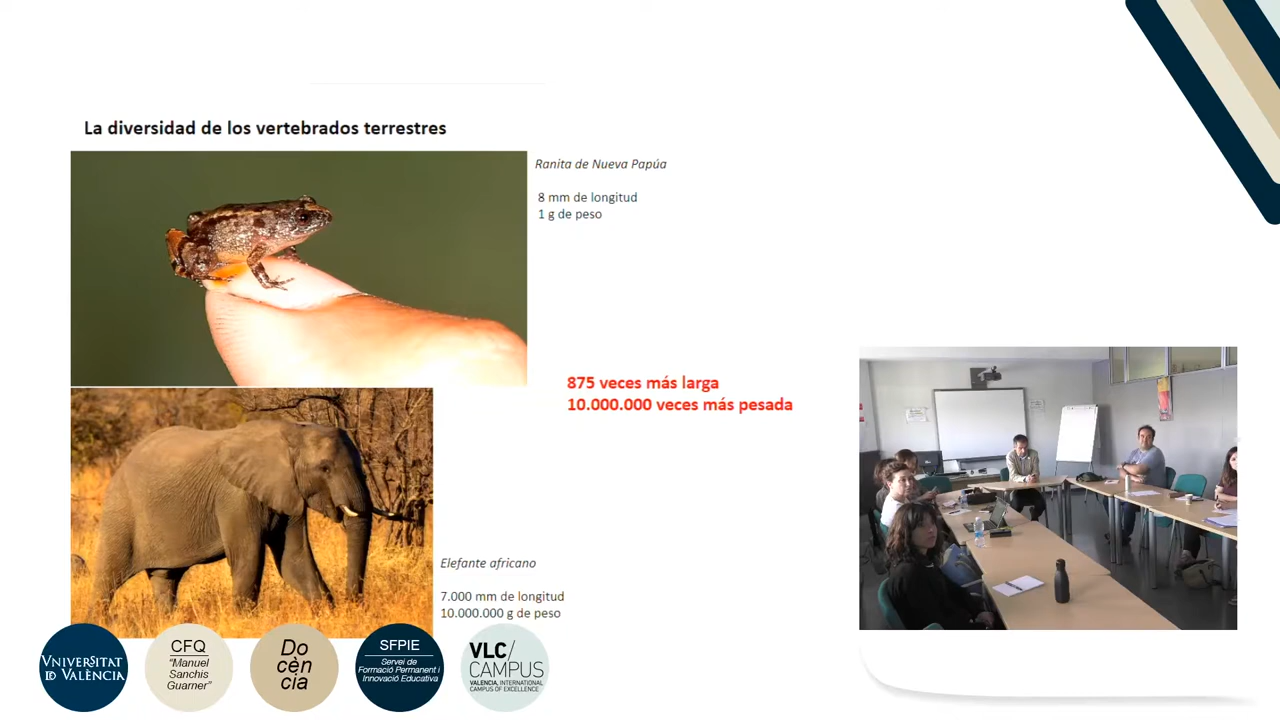 La diversidad de los vertebrados terrestres
Ranita de Nueva Papúa
8 mm de longitud
1 g de peso
875 veces más larga
10.000.000 veces más pesada
Elefante africano
7.000 mm de longitud
10.000.000 g de peso
VNIVERSITAT
ID VALÈNCIA
CFQ
"Manuel
Sanchis
Guarner"
Do
cèn
cia
SFPIE
Servei de
Formació Permanent i
Innovació Educativa
VLC/
CAMPUS
VALENCIA, INTERNATIONAL
CAMPUS OF EXCELLENCE